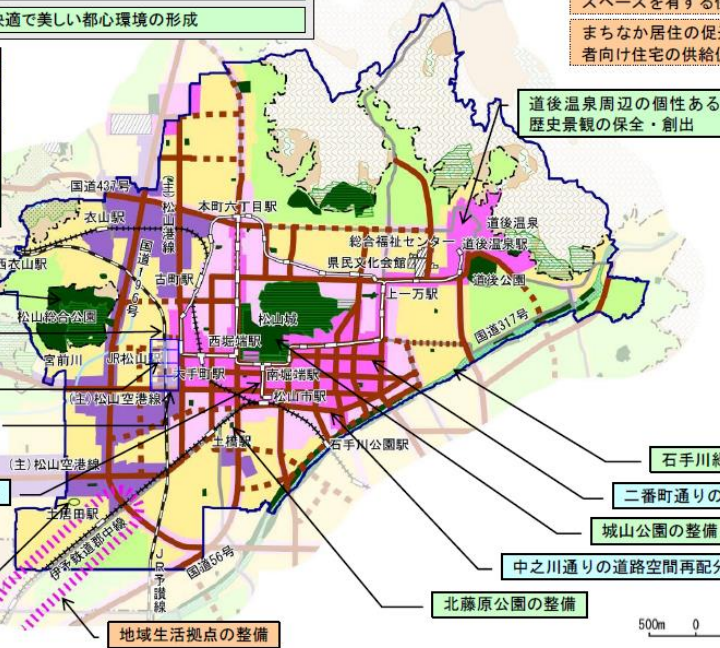 スペースを有する
快適で美しい都心環境の形成
まちなか居住の促
者向け住宅の供給
道後温泉周辺の個性ある
歴史景観の保全・創出
国道437号
(主)松山港線
本町六丁目駅
衣山駅
国道196号
道後温泉
総合福祉センター
道後温泉駅
県民文化会館
西衣山駅
古町駅
道後公園
上一万駅
松山総合公園
松山城
国道317号
西堀端駅
宮前川
JR松山
大手町駅
南堀端駅
(主)松山空港線
松山市駅
土橋駅
石手川公園駅
(主)松山空港線
石手川緑
二番町通りの
土居田駅
城山公園の整備
伊予鉄道郡中線
JR予讃線
国道56号
中之川通りの道路空間再配分
北藤原公園の整備
地域生活拠点の整備
500m 0